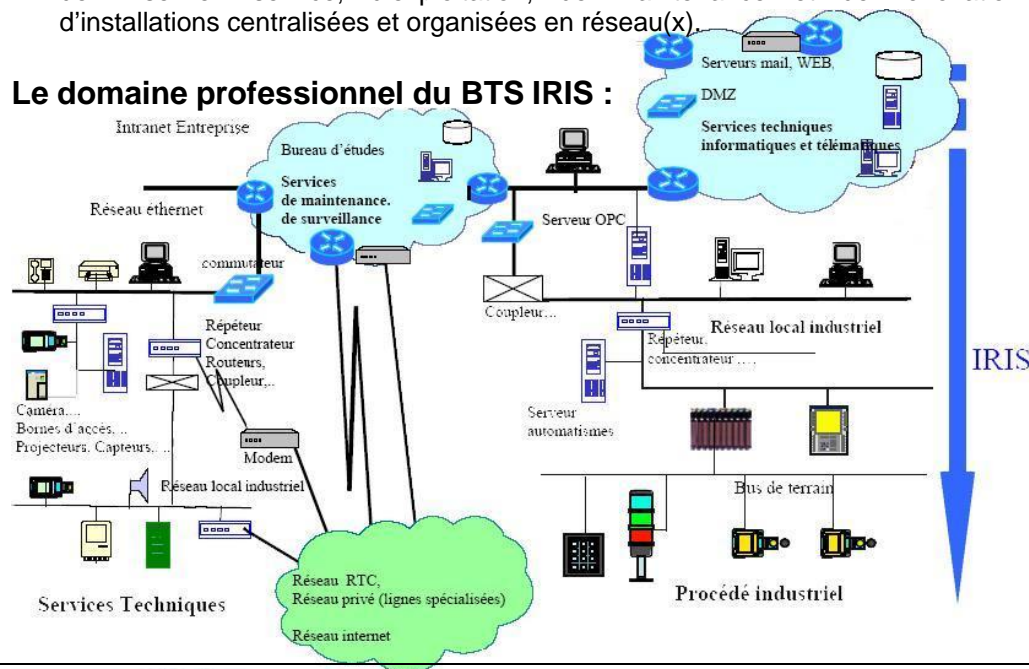 d'installations centralisées et organisées en réseau(x).
Le domaine professionnel du BTS IRIS :
Serveurs mail, WEB,
DMZ
Services techniques
informatiques et télématiques
Intranet Entreprise
Bureau d'études
Services
de maintenance.
de surveillance
Réseau éthernet
Serveur OPC
commutateur
Coupleur...
Réseau local industriel
Répéteur
Concentrateur
Routeurs,
Coupleur,..
Répéteur,
concentrateur ....
IRIS
Caméra....
Bornes d'accès, ..
Projecteurs. Capteurs. ...
Serveur
automatismes
Modem
Réseau local industriel
Bus de terrain
Réseau RTC,
Réseau privé (lignes spécialisées)
Réseau internet
Services Techniques
Procédé industriel